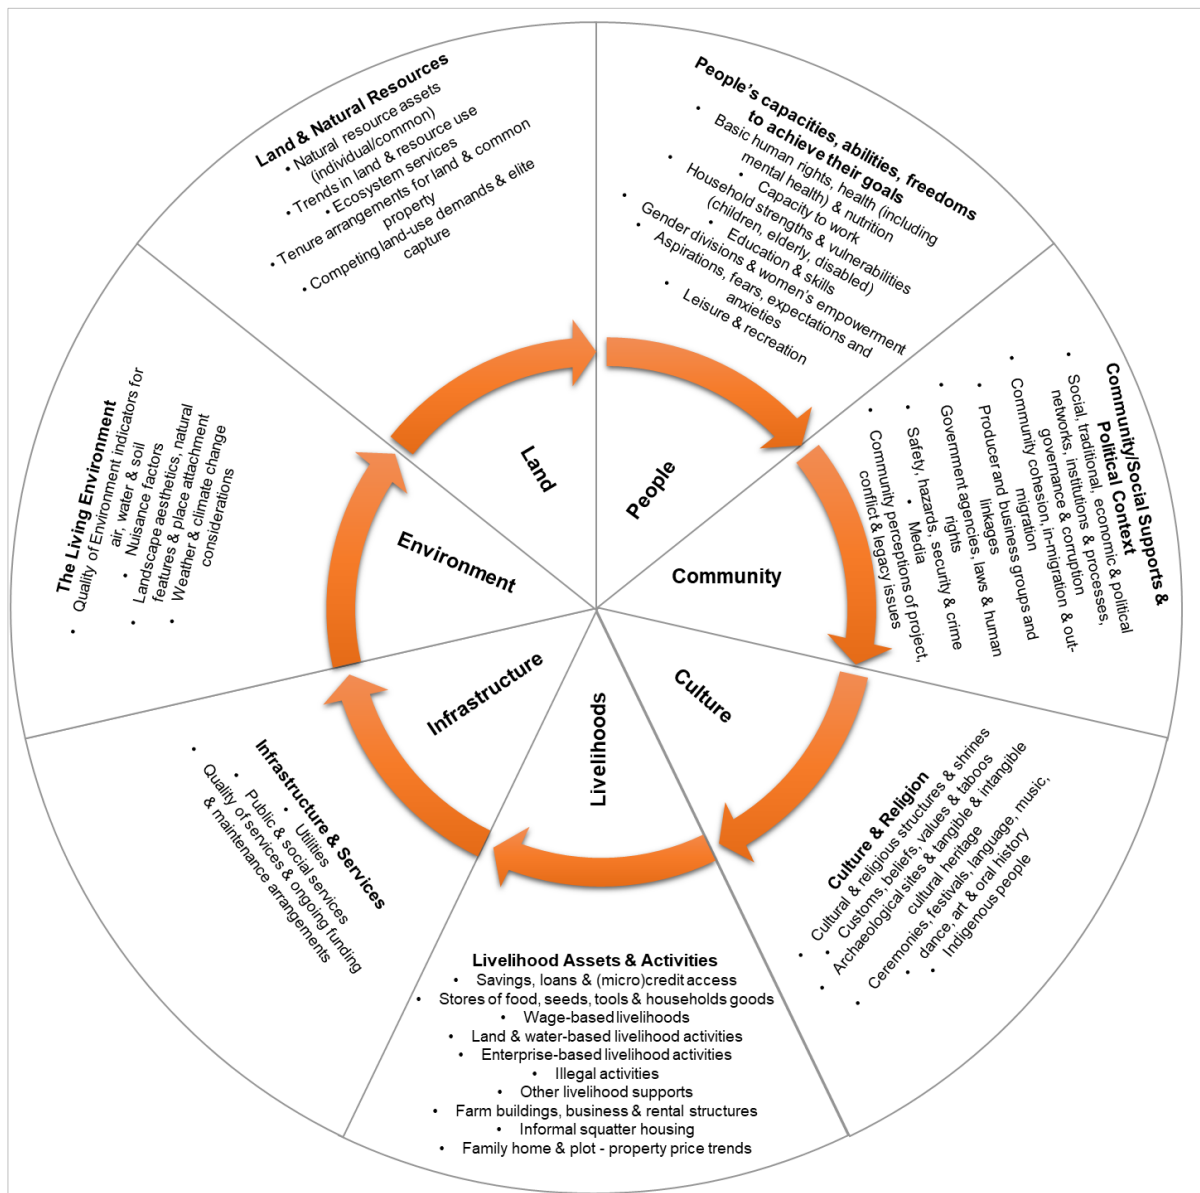 People's capacities, abilities, freedoms
to achieve their goals
• Basic human rights, health (including
mental health) & nutrition
• Capacity to work
• Household strengths & vulnerabilities
(children, elderly, disabled)
• Education & skills
• Gender divisions & women's empowerment
• Aspirations, fears, expectations and
anxieties
• Leisure & recreation
Community/Social Supports &
Political Context
• Social, traditional, economic & political
networks, institutions & processes,
governance & corruption
• Community cohesion, in-migration & out-
migration
• Producer and business groups and
linkages
• Government agencies, laws & human
rights
• Safety, hazards, security & crime
• Media
• Community perceptions of project,
conflict & legacy issues
Culture & Religion
• Cultural & religious structures & shrines
• Customs, beliefs, values & taboos
• Archaeological sites & tangible & intangible
cultural heritage
• Ceremonies, festivals, language, music,
• dance, art & oral history
• Indigenous people
Livelihood Assets & Activities
• Savings, loans & (micro)credit access
• Stores of food, seeds, tools & households goods
• Wage-based livelihoods
• Land & water-based livelihood activities
• Enterprise-based livelihood activities
• Illegal activities
• Other livelihood supports
• Farm buildings, business & rental structures
• Informal squatter housing
• Family home & plot - property price trends
Infrastructure & Services
• Utilities
• Public & social services
• Quality of services & ongoing funding
& maintenance arrangements
The Living Environment
• Quality of Environment indicators for
air, water & soil
• Nuisance factors
• Landscape aesthetics, natural
features & place attachment
• Weather & climate change
considerations
Land & Natural Resources
• Natural resource assets
(individual/common)
• Trends in land & resource use
• Ecosystem services
• Tenure arrangements for land & common
property
• Competing land-use demands & elite
capture
People
Community
Culture
Livelihoods
Infrastructure
Environment
Land